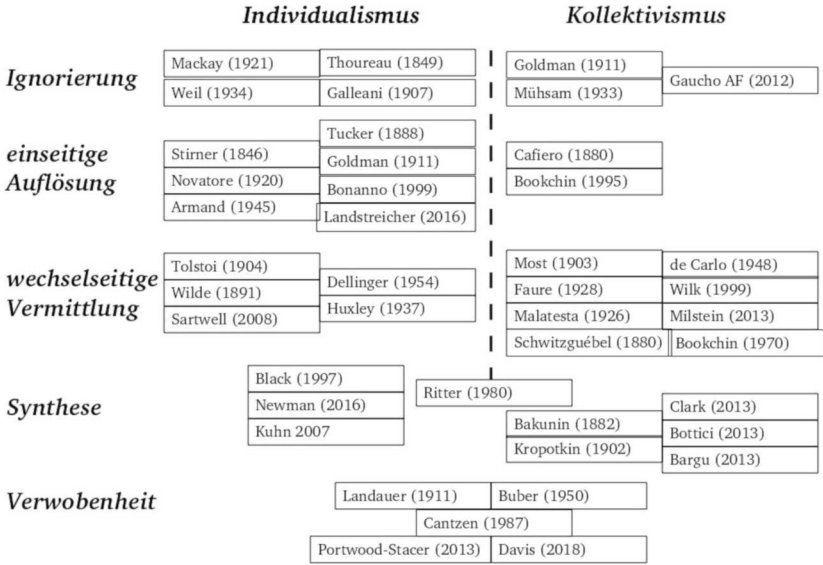 Individualismus
Kollektivismus
Ignorierung
Mackay (1921)
Thoureau (1849)
Weil (1934)
Galleani (1907)
Goldman (1911)
Mühsam (1933)
Gaucho AF (2012)
einseitige
Auflösung
Tucker (1888)
Stirner (1846)
Goldman (1911)
Novatore (1920)
Bonanno (1999)
Armand (1945)
Landstreicher (2016)
Cafiero (1880)
Bookchin (1995)
wechselseitige
Vermittlung
Tolstoi (1904)
Wilde (1891)
Sartwell (2008)
Dellinger (1954)
Huxley (1937)
Most (1903)
de Carlo (1948)
Faure (1928)
Wilk (1999)
Malatesta (1926)
Milstein (2013)
Schwitzguébel (1880)
Bookchin (1970)
Synthese
Black (1997)
Newman (2016)
Kuhn 2007
Ritter (1980)
Bakunin (1882)
Kropotkin (1902)
Clark (2013)
Bottici (2013)
Bargu (2013)
Verwobenheit
Landauer (1911)
Buber (1950)
Cantzen (1987)
Portwood-Stacer (2013)
Davis (2018)